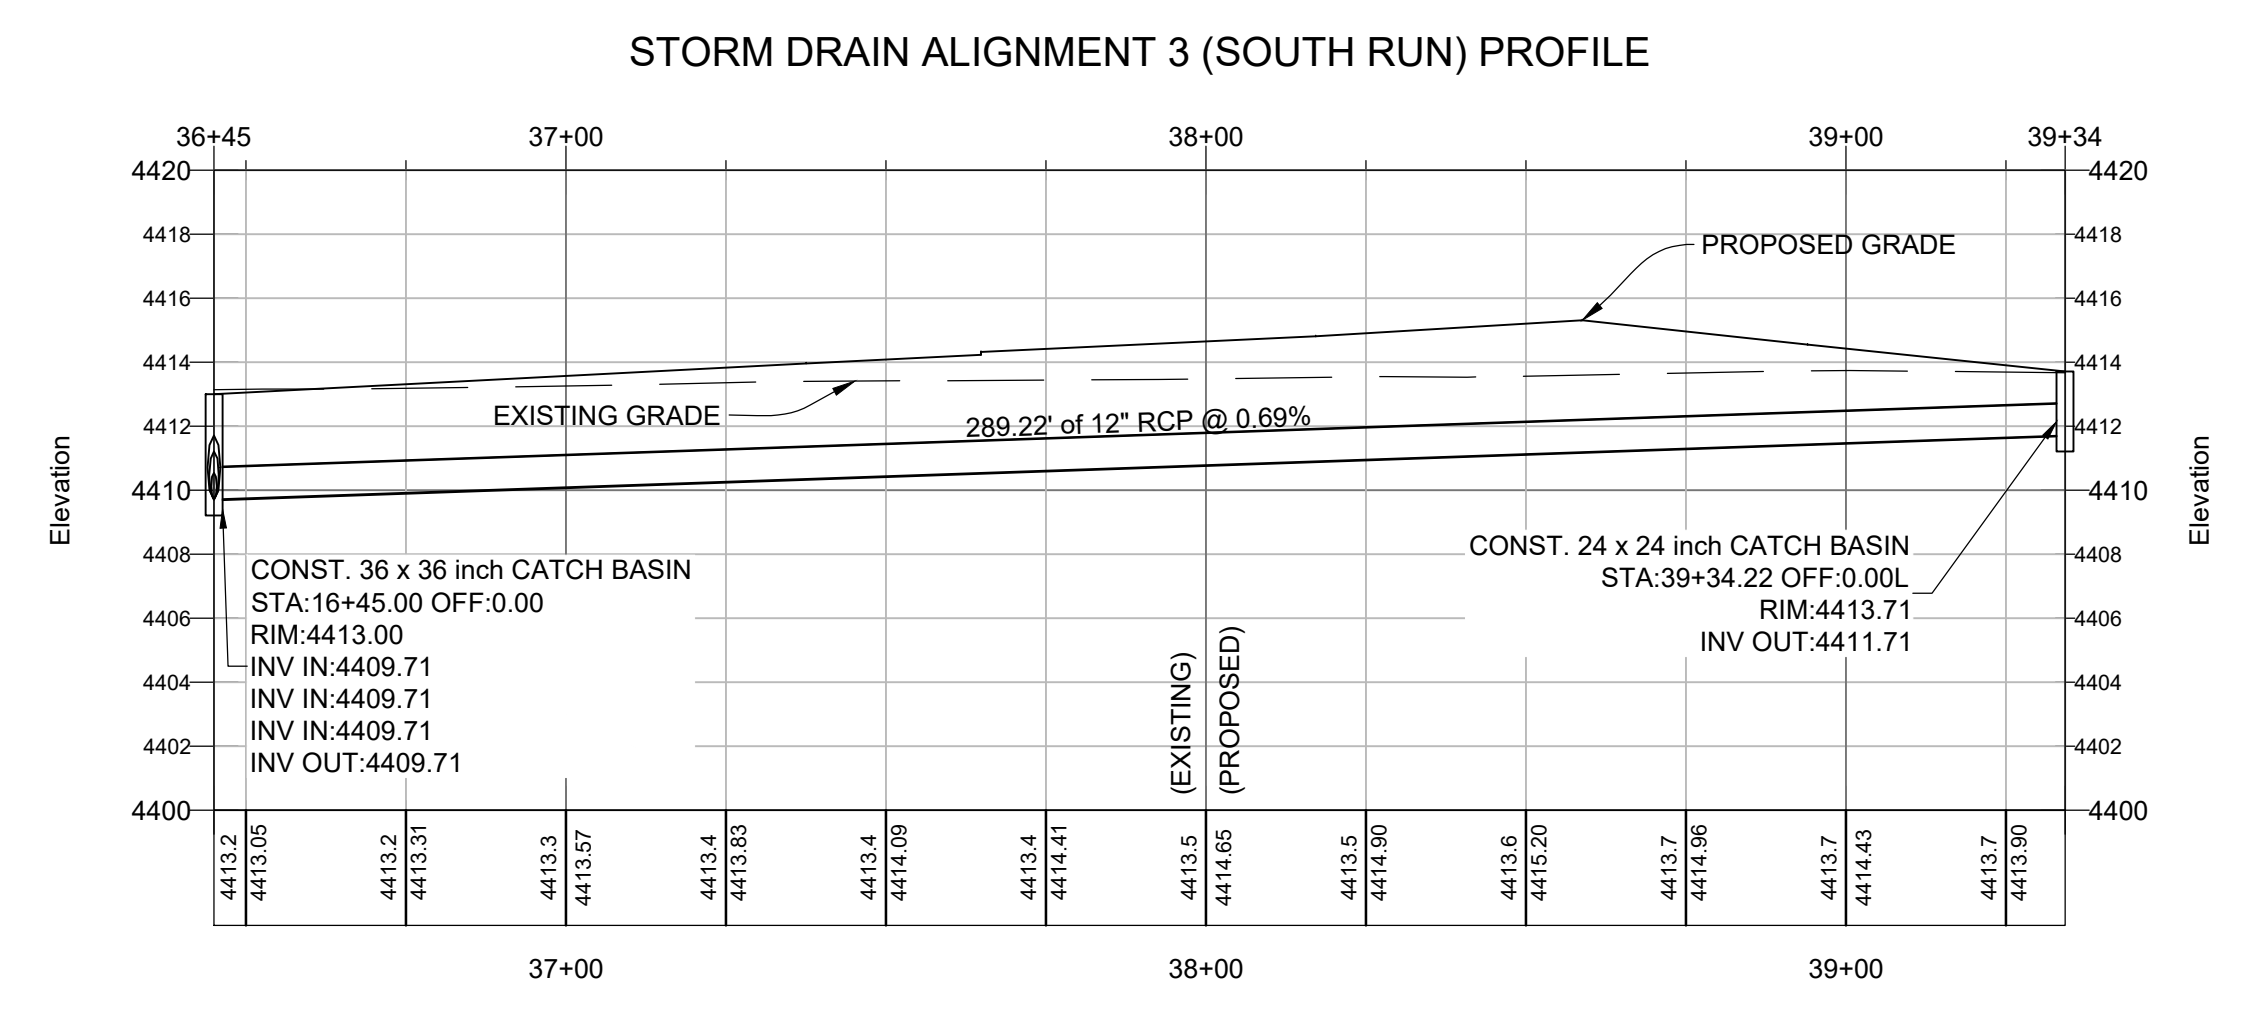 STORM DRAIN ALIGNMENT 3 (SOUTH RUN) PROFILE
36+45 37+00 38+00 39+00 39+34
4420 4420
4418 4418
PROPOSED GRADE
4416 4416
4414 4414
EXISTING GRADE
289.22' of 12" RCP @ 0.69%
4412 4412
Elevation
Elevation
4410 4410
4408 4408
CONST. 36 x 36 inch CATCH BASIN
STA:16+45.00 OFF:0.00
RIM:4413.00
INV IN:4409.71
INV IN:4409.71
INV IN:4409.71
INV OUT:4409.71
CONST. 24 x 24 inch CATCH BASIN
STA:39+34.22 OFF:0.00L
RIM:4413.71
INV OUT:4411.71
4406 4406
4404 4404
(EXISTING)
(PROPOSED)
4402 4402
4400 4400
4413.2
4413.05
4413.2
4413.31
4413.3
4413.57
4413.4
4413.83
4413.4
4414.09
4413.4
4414.41
4413.5
4414.65
4413.5
4414.90
4413.6
4415.20
4413.7
4414.96
4413.7
4414.43
4413.7
4413.90
37+00 38+00 39+00